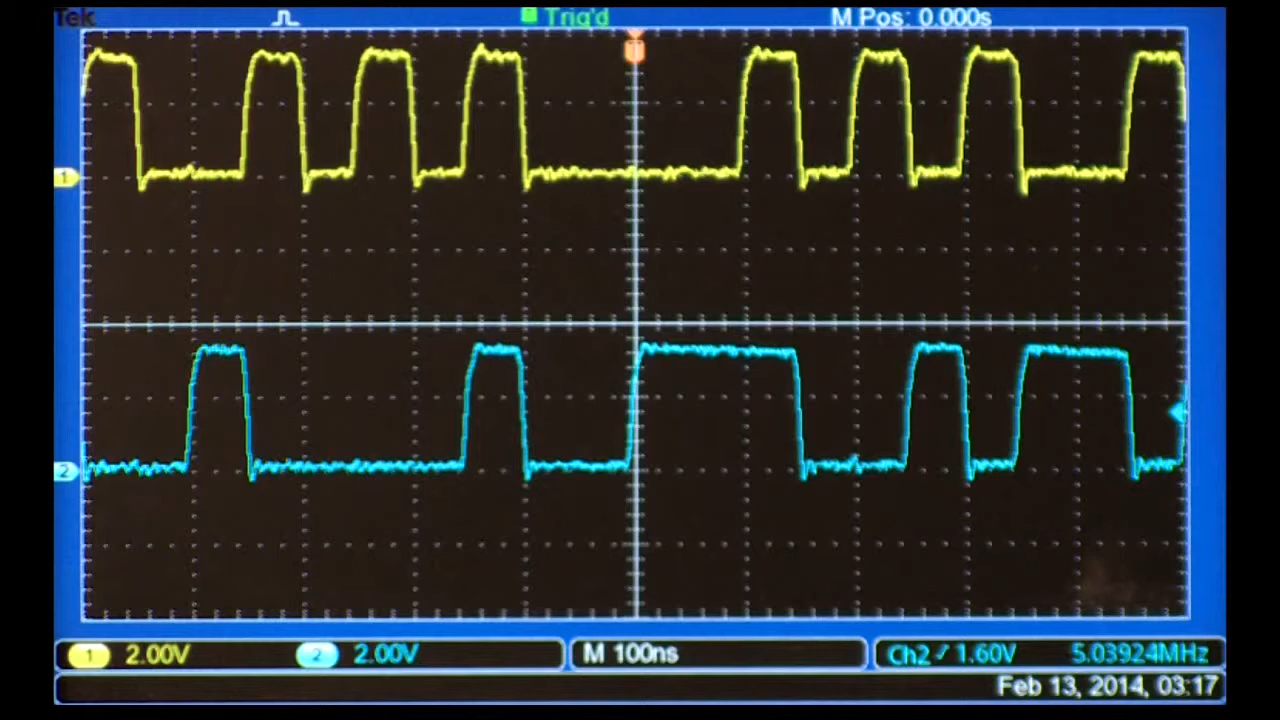 Tek Trig'd M Pos: 0.000s
1
2
1 2.00V 2 2.00V M 100ns Ch2 / 1.60V 5.03924MHz
Feb 13, 2014, 03:17